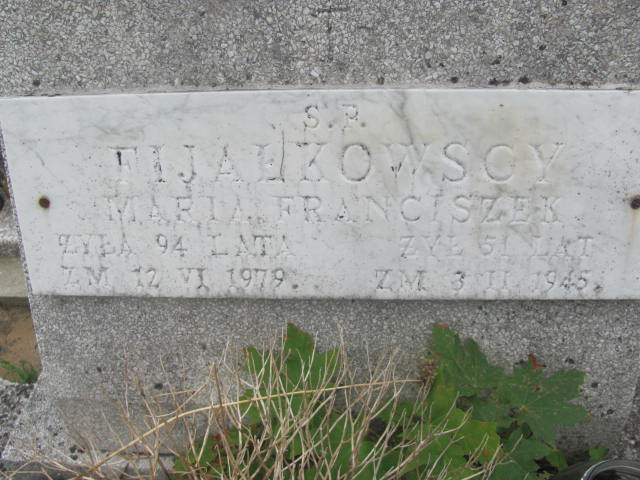 Ś.P.
FIJAŁKOWSCY
MARIA FRANCISZEK
ŻYŁA 94 LATA ŻYŁ 51 LAT
ZM 12 VI 1979. ZM 3 II 1945.